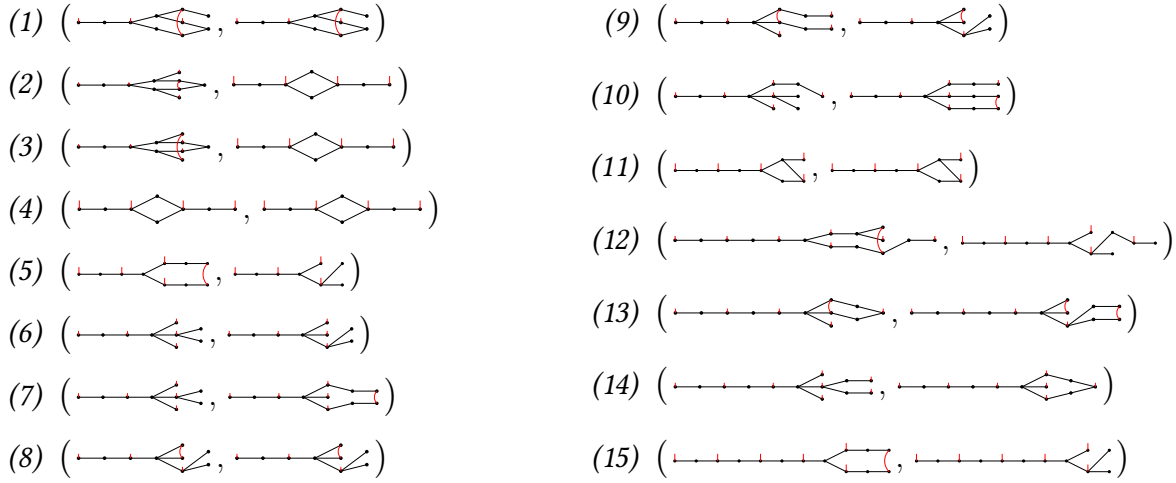 (1) ( , )
(2) ( , )
(3) ( , )
(4) ( , )
(5) ( , )
(6) ( , )
(7) ( , )
(8) ( , )
(9) ( , )
(10) ( , )
(11) ( , )
(12) ( , )
(13) ( , )
(14) ( , )
(15) ( , )